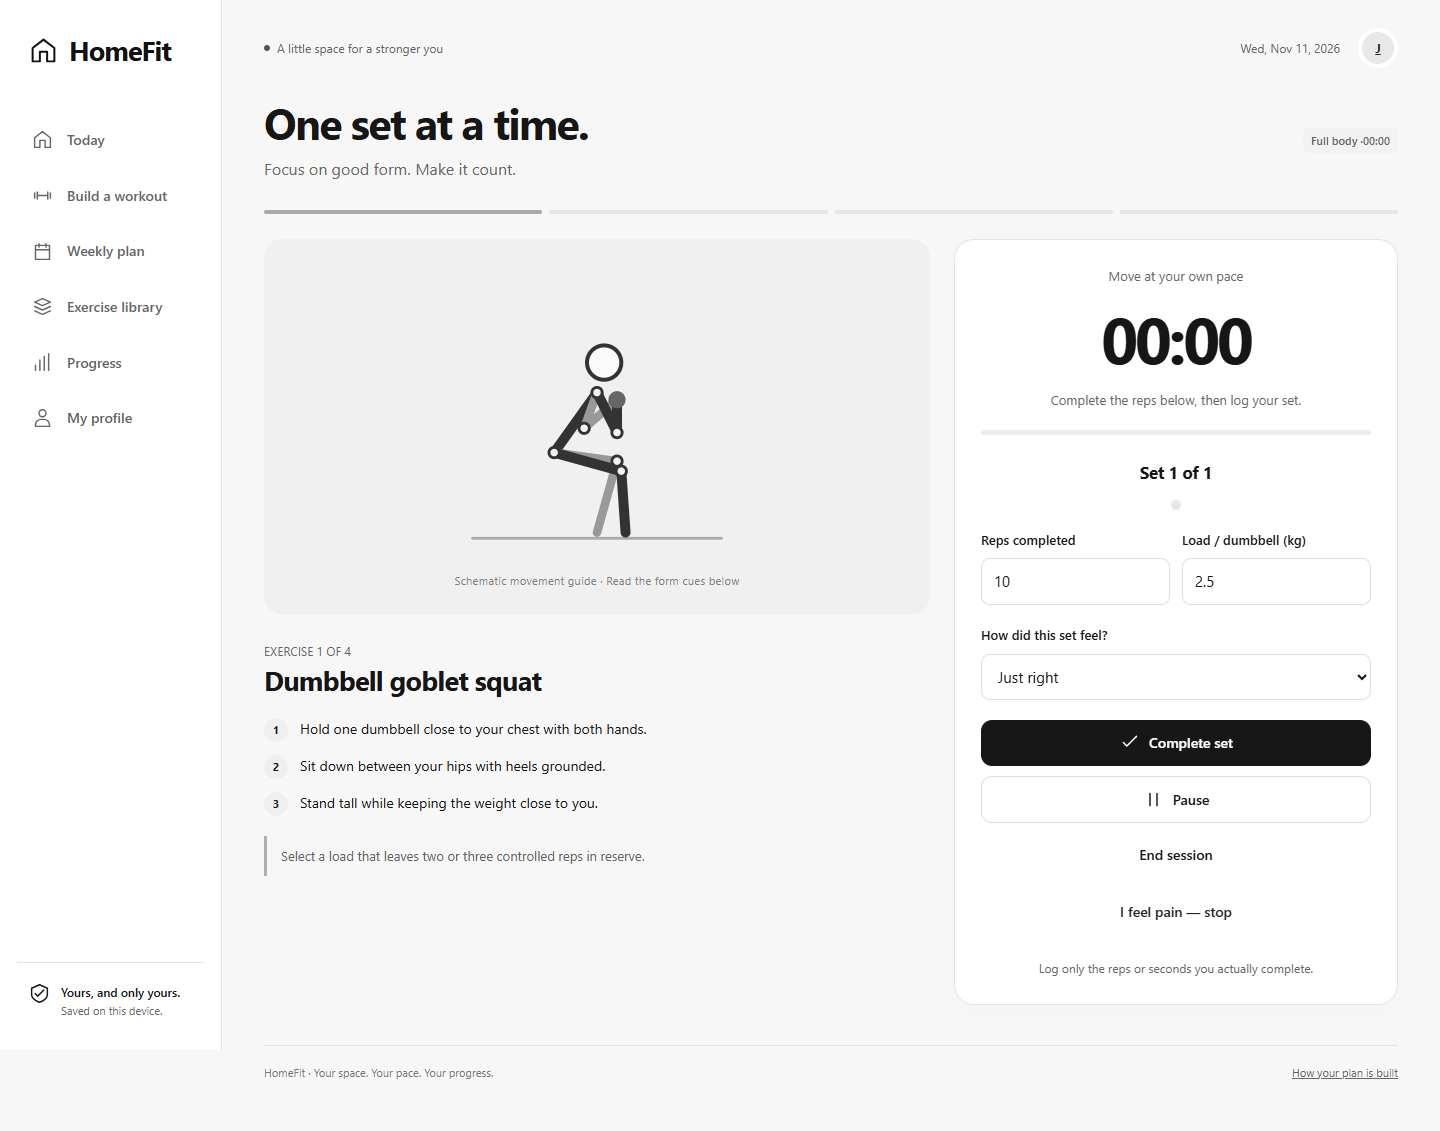 HomeFit
Today
Build a workout
Weekly plan
Exercise library
Progress
My profile
Yours, and only yours.
Saved on this device.
A little space for a stronger you
Wed, Nov 11, 2026
J
One set at a time.
Focus on good form. Make it count.
Full body ·00:00
Schematic movement guide · Read the form cues below
EXERCISE 1 OF 4
Dumbbell goblet squat
1 Hold one dumbbell close to your chest with both hands.
2 Sit down between your hips with heels grounded.
3 Stand tall while keeping the weight close to you.
Select a load that leaves two or three controlled reps in reserve.
Move at your own pace
00:00
Complete the reps below, then log your set.
Set 1 of 1
Reps completed
10
Load / dumbbell (kg)
2.5
How did this set feel?
Just right
Complete set
Pause
End session
I feel pain — stop
Log only the reps or seconds you actually complete.
HomeFit · Your space. Your pace. Your progress.
How your plan is built